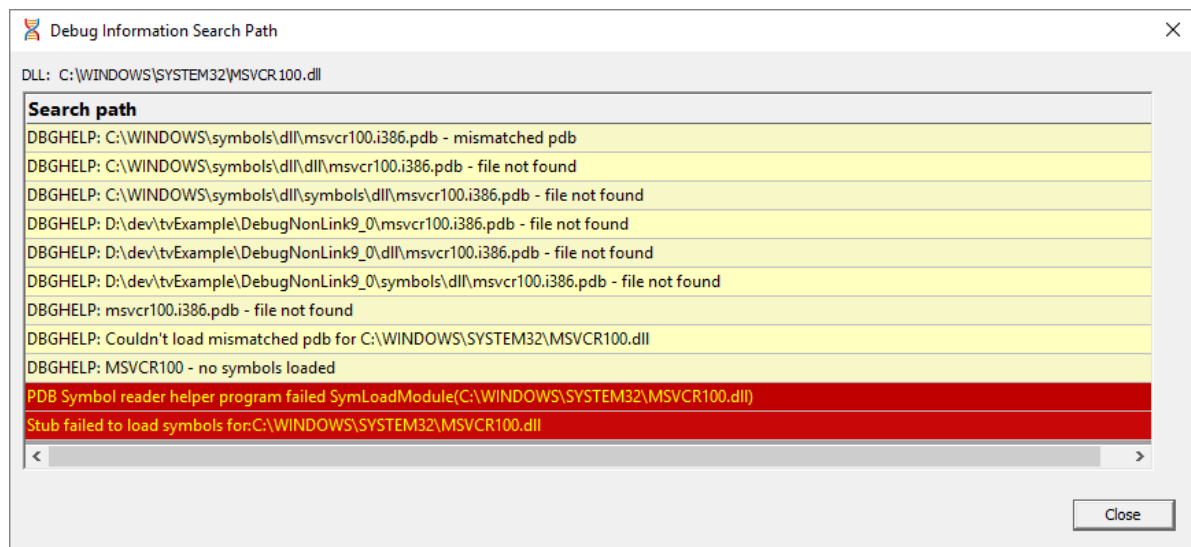 Debug Information Search Path
DLL: C:\WINDOWS\SYSTEM32\MSVCR100.dll
Search path
DBGHELP: C:\WINDOWS\symbols\dll\msvcr100.i386.pdb - mismatched pdb
DBGHELP: C:\WINDOWS\symbols\dll\dll\msvcr100.i386.pdb - file not found
DBGHELP: C:\WINDOWS\symbols\dll\symbols\dll\msvcr100.i386.pdb - file not found
DBGHELP: D:\dev\tvExample\DebugNonLink9_0\msvcr100.i386.pdb - file not found
DBGHELP: D:\dev\tvExample\DebugNonLink9_0\dll\msvcr100.i386.pdb - file not found
DBGHELP: D:\dev\tvExample\DebugNonLink9_0\symbols\dll\msvcr100.i386.pdb - file not found
DBGHELP: msvcr100.i386.pdb - file not found
DBGHELP: Couldn't load mismatched pdb for C:\WINDOWS\SYSTEM32\MSVCR100.dll
DBGHELP: MSVCR100 - no symbols loaded
PDB Symbol reader helper program failed SymLoadModule(C:\WINDOWS\SYSTEM32\MSVCR100.dll)
Stub failed to load symbols for:C:\WINDOWS\SYSTEM32\MSVCR100.dll
Close